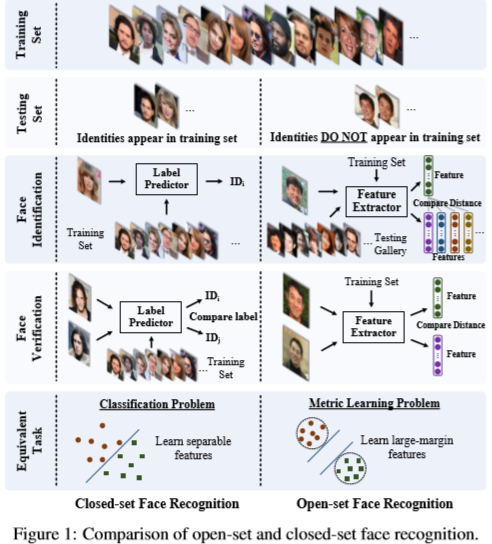 Training
Set
...
Testing
Set
...
...
Identities appear in training set
Identities DO NOT appear in training set
Face
Identification
Label
Predictor
IDi
Training
Set
...
Training Set
Feature
Extractor
Feature
Compare Distance
...
Testing
Gallery
Features
Face
Verification
Label
Predictor
IDi
Compare label
IDj
...
Training
Set
Training Set
Feature
Extractor
Feature
Compare Distance
Feature
Equivalent
Task
Classification Problem
Learn separable
features
Metric Learning Problem
Learn large-margin
features
Closed-set Face Recognition
Open-set Face Recognition
Figure 1: Comparison of open-set and closed-set face recognition.